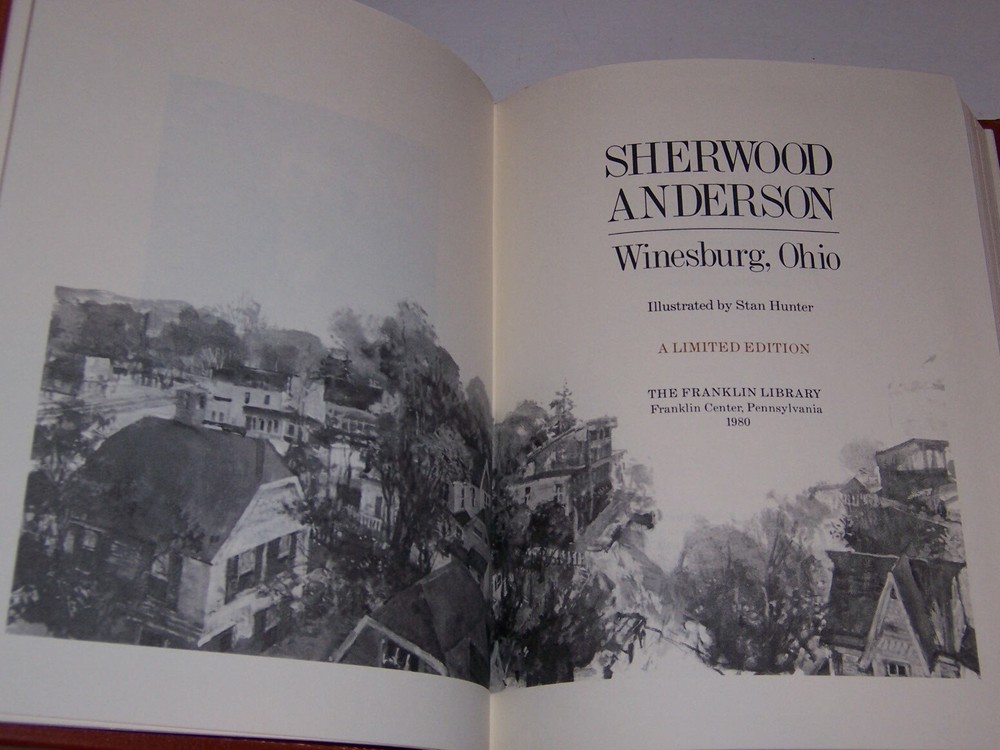 SHERWOOD
ANDERSON
Winesburg, Ohio
Illustrated by Stan Hunter
A LIMITED EDITION
THE FRANKLIN LIBRARY
Franklin Center, Pennsylvania
1980